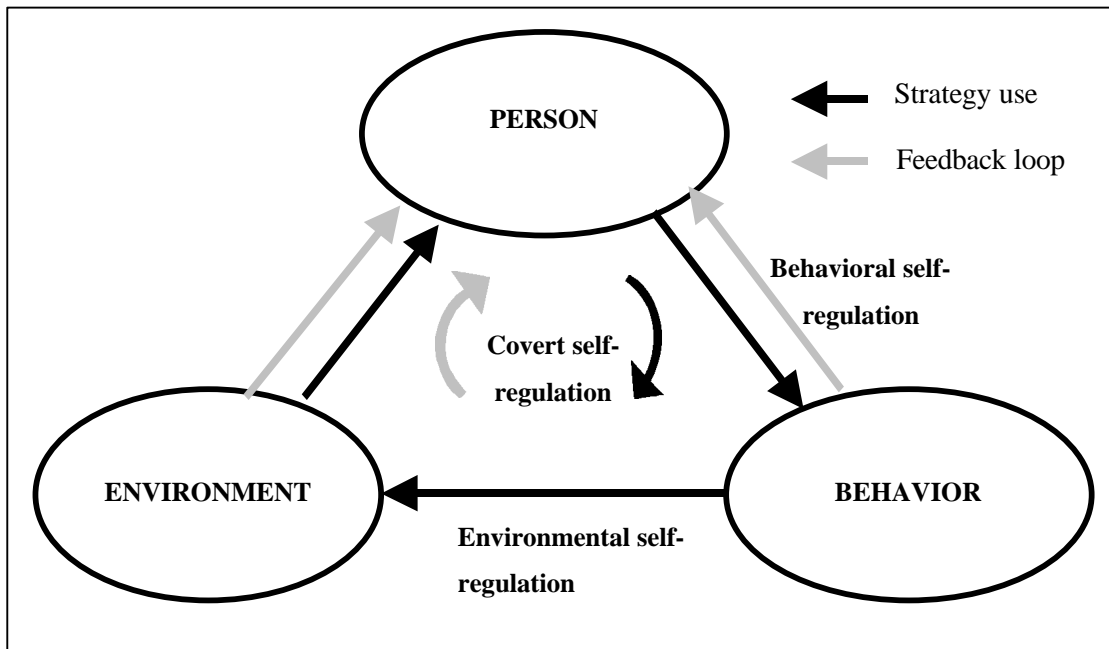 PERSON
Strategy use
Feedback loop
Behavioral self-
regulation
Covert self-
regulation
ENVIRONMENT
BEHAVIOR
Environmental self-
regulation